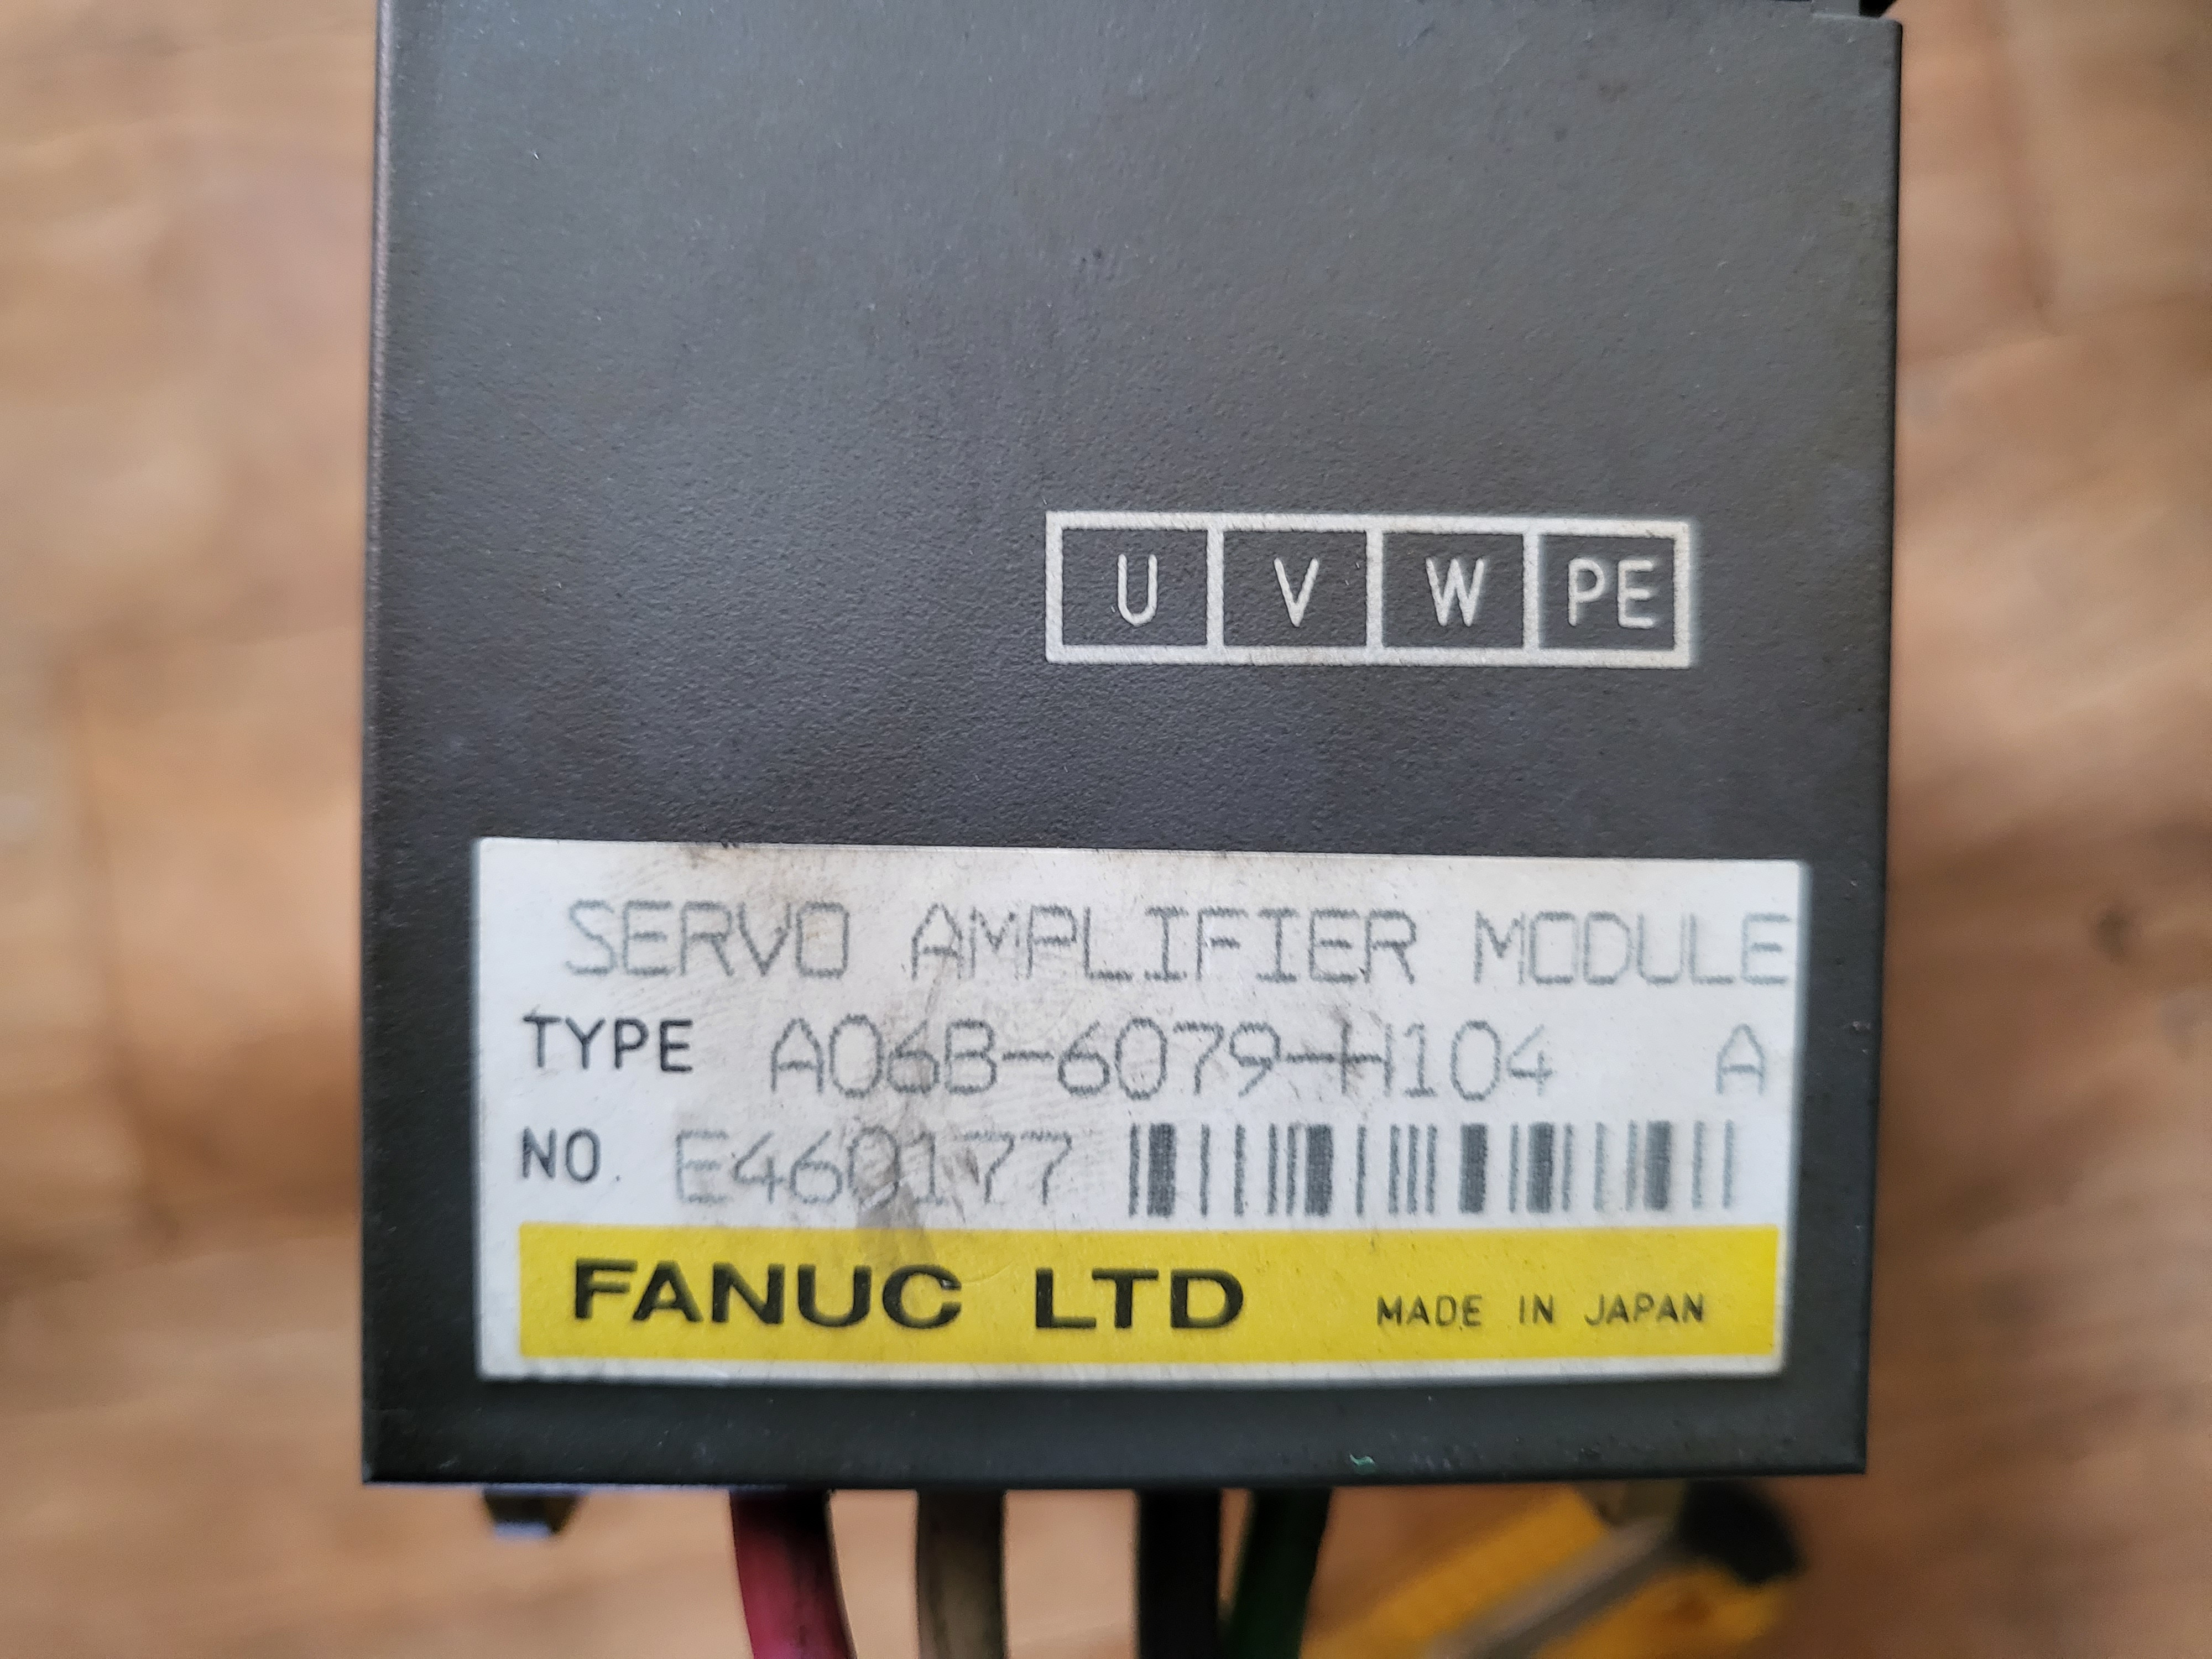 U V W PE
SERVO AMPLIFIER MODULE
TYPE A06B-6079-H104 A
NO. E460177
FANUC LTD MADE IN JAPAN